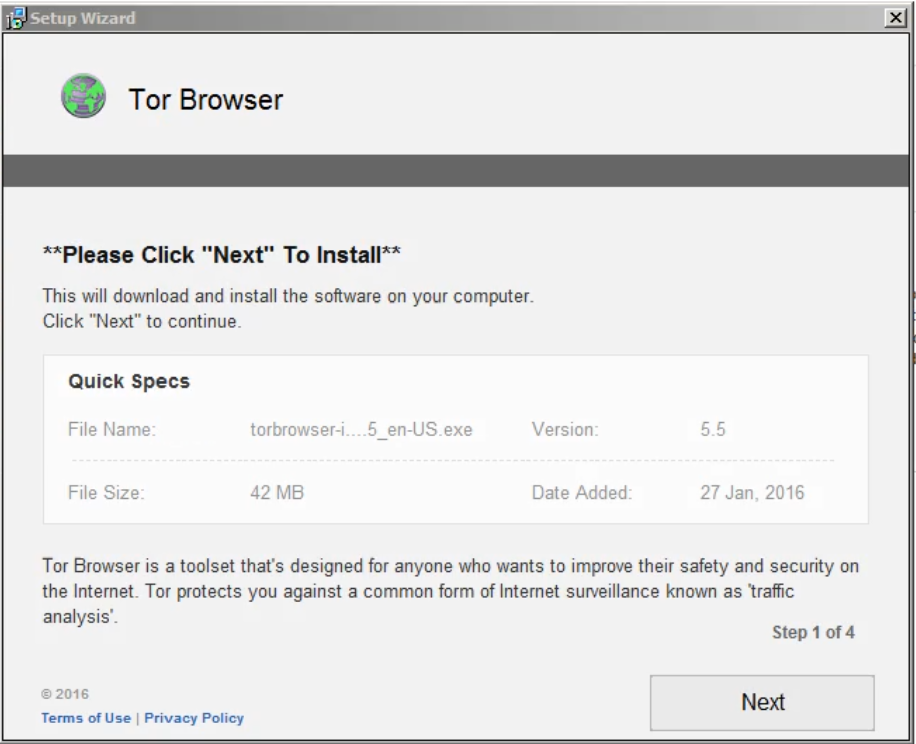 Setup Wizard
Tor Browser
**Please Click "Next" To Install**
This will download and install the software on your computer.
Click "Next" to continue.
Quick Specs
File Name: torbrowser-i....5_en-US.exe Version: 5.5
File Size: 42 MB Date Added: 27 Jan, 2016
Tor Browser is a toolset that's designed for anyone who wants to improve their safety and security on
the Internet. Tor protects you against a common form of Internet surveillance known as 'traffic
analysis'.
Step 1 of 4
© 2016
Terms of Use | Privacy Policy
Next